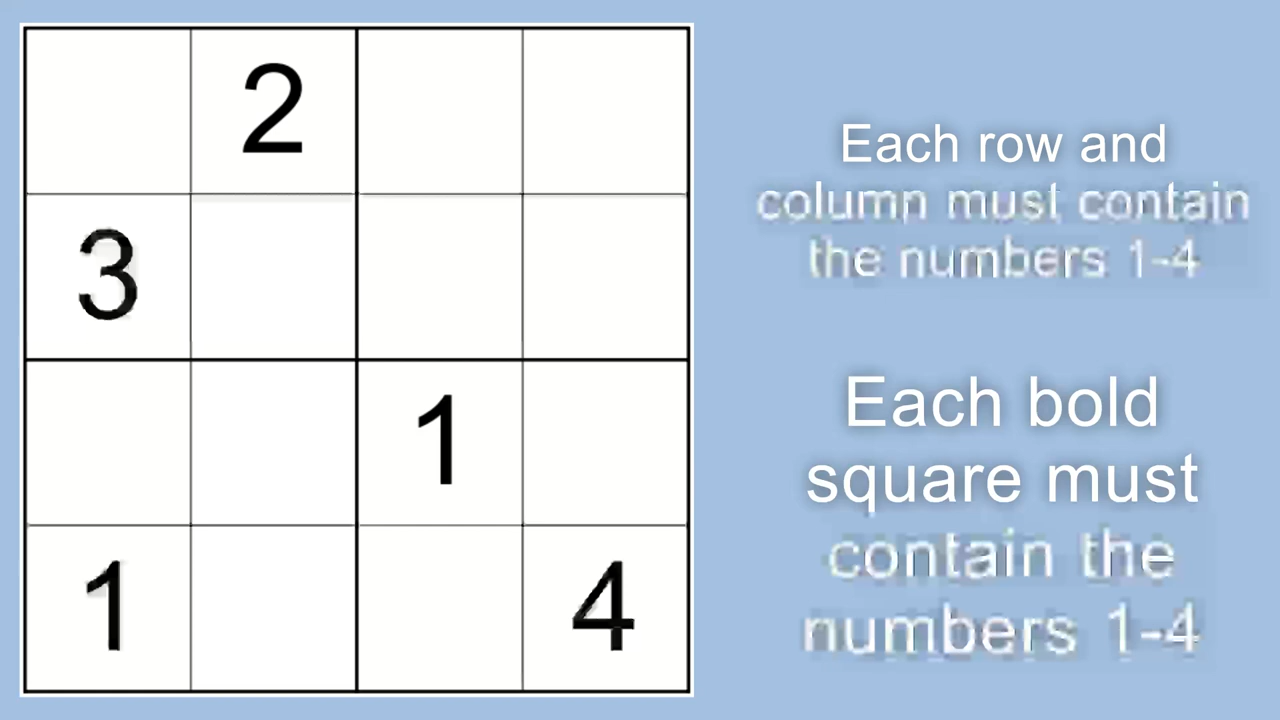 2
3
1
1 4
Each row and
column must contain
the numbers 1-4
Each bold
square must
contain the
numbers 1-4